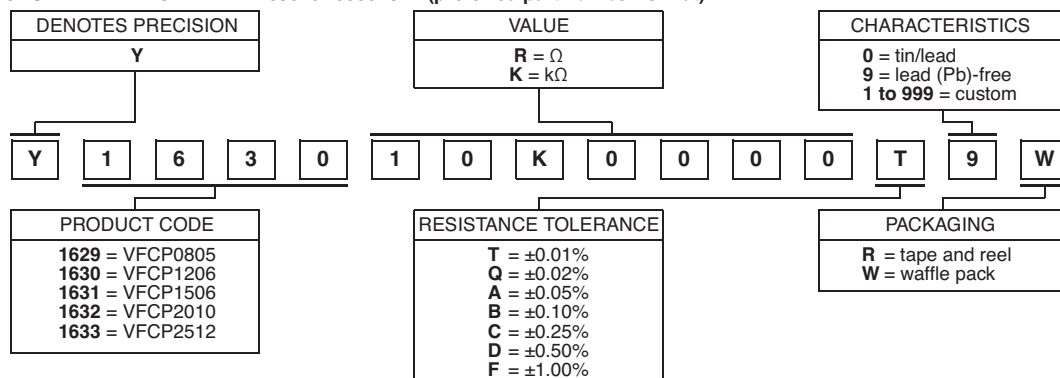 DENOTES PRECISION
Y
VALUE
R = Ω
K = kΩ
CHARACTERISTICS
0 = tin/lead
9 = lead (Pb)-free
1 to 999 = custom
Y 1 6 3 0 1 0 K 0 0 0 0 T 9 W
PRODUCT CODE
1629 = VFCP0805
1630 = VFCP1206
1631 = VFCP1506
1632 = VFCP2010
1633 = VFCP2512
RESISTANCE TOLERANCE
T = ±0.01%
Q = ±0.02%
A = ±0.05%
B = ±0.10%
C = ±0.25%
D = ±0.50%
F = ±1.00%
PACKAGING
R = tape and reel
W = waffle pack